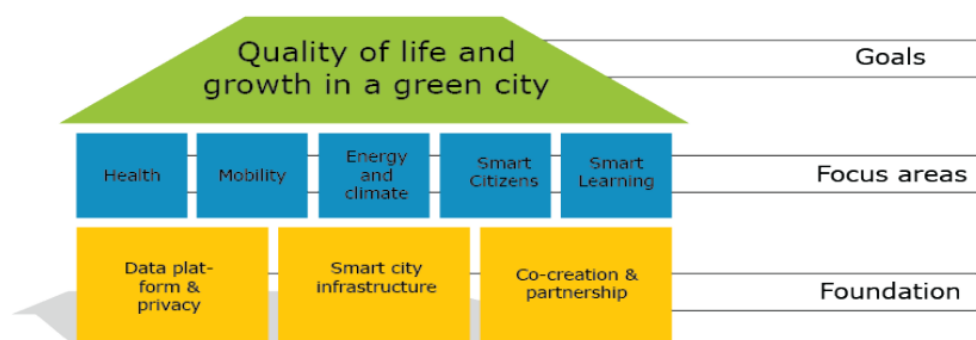 Quality of life and
growth in a green city
Goals
Health
Mobility
Energy
and
climate
Smart
Citizens
Smart
Learning
Focus areas
Data plat-
form &
privacy
Smart city
infrastructure
Co-creation &
partnership
Foundation